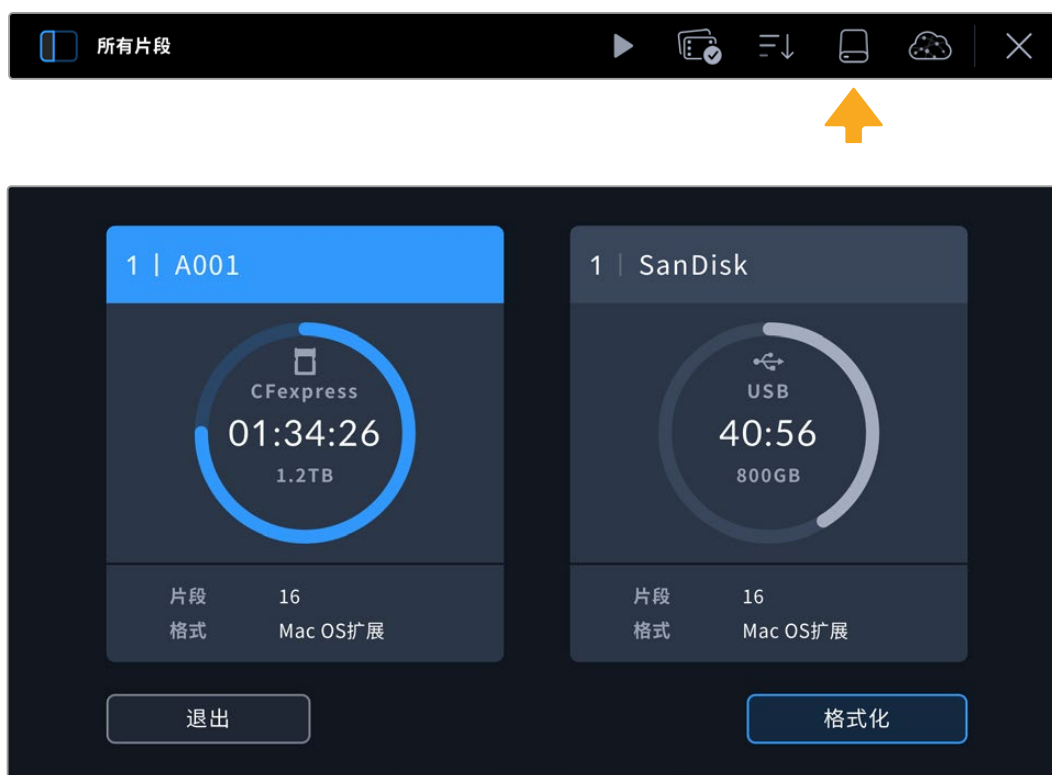 所有片段
1 | A001
CFexpress
01:34:26
1.2TB
片段 16
格式 Mac OS扩展
1 | SanDisk
USB
40:56
800GB
片段 16
格式 Mac OS扩展
退出
格式化